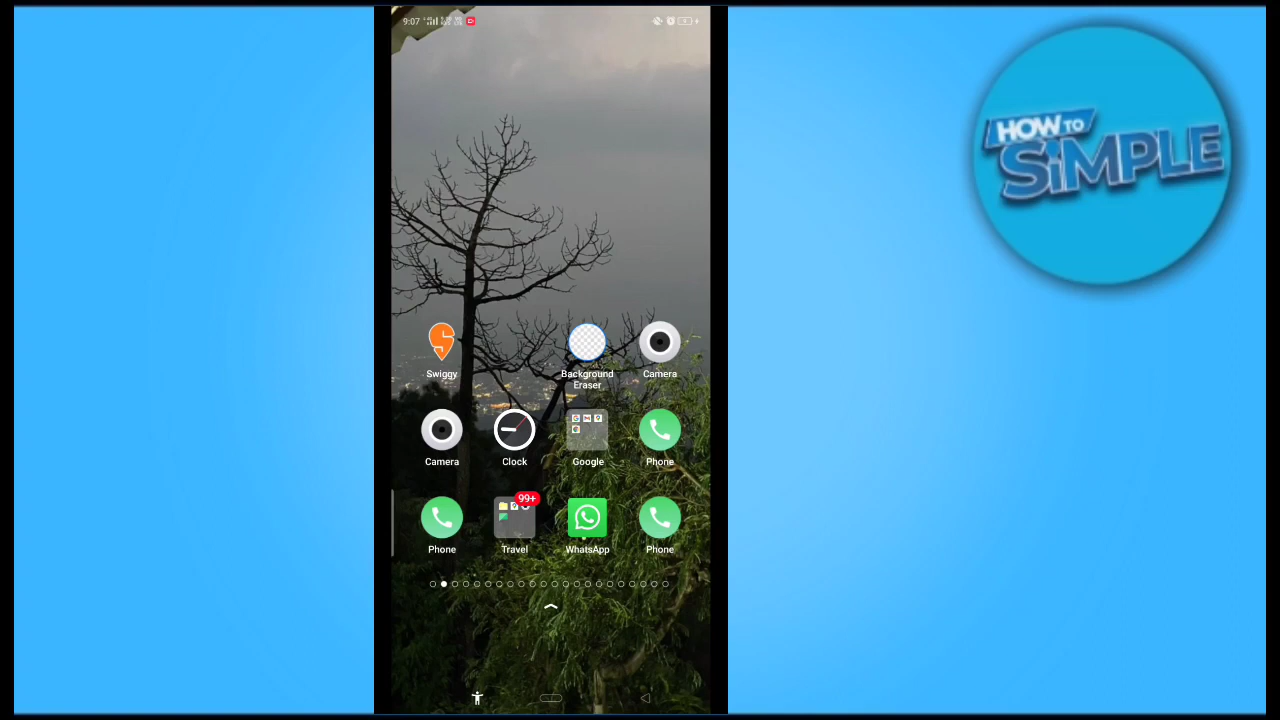 9:07
HOW TO
SiMPLE
Swiggy
Background
Eraser
Camera
Camera
Clock
Google
Phone
99+
Phone
Travel
WhatsApp
Phone